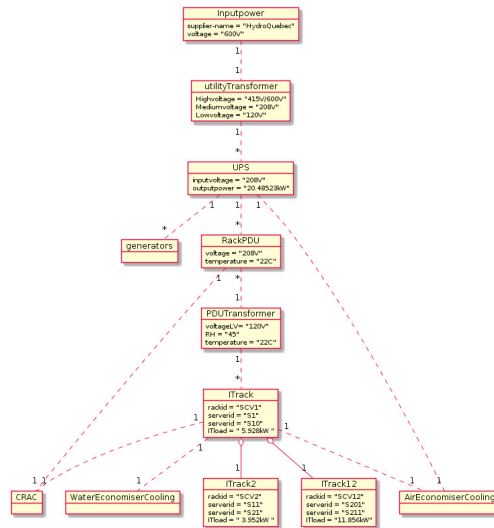 Inputpower
supplier-name = "HydroQuebec"
voltage = "600V"
1
1
utilityTransformer
Highvoltage = "415V/600V"
Mediumvoltage = "208V"
Lowvoltage = "120V"
1
*
UPS
inputvoltage = "208V"
outputpower = "20.48523kW"
1 1 1
* *
generators
RackPDU
voltage = "208V"
temperature = "22C"
1 *
1
PDUTransformer
voltageLV= "120V"
RH = "45"
temperature = "22C"
1
*
ITrack
rackid = "SCV1"
serverid = "S1"
serverid = "S10"
ITload = " 5.928kW "
1 1
1
1 1 1 1 1 1 1
CRAC
WaterEconomiserCooling
ITrack2
rackid = "SCV2"
serverid = "S11"
serverid = "S21"
ITload = " 3.952kW "
ITrack12
rackid = "SCV12"
serverid = "S201"
serverid = "S211"
ITload = "11.856kW "
AirEconomiserCooling